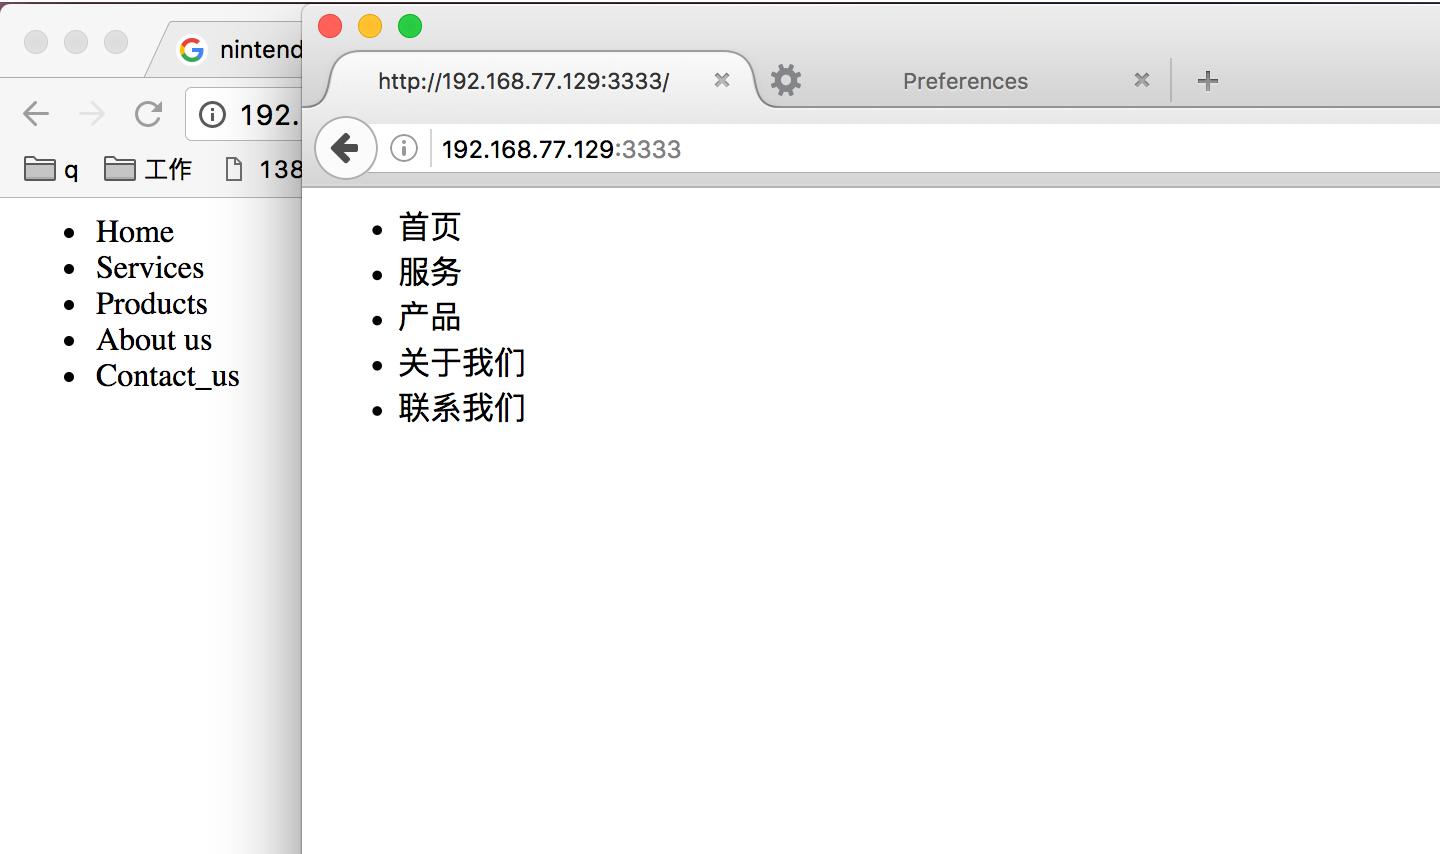 nintend
192.
q
工作
138
Home
Services
Products
About us
Contact_us
http://192.168.77.129:3333/
Preferences
192.168.77.129:3333
首页
服务
产品
关于我们
联系我们